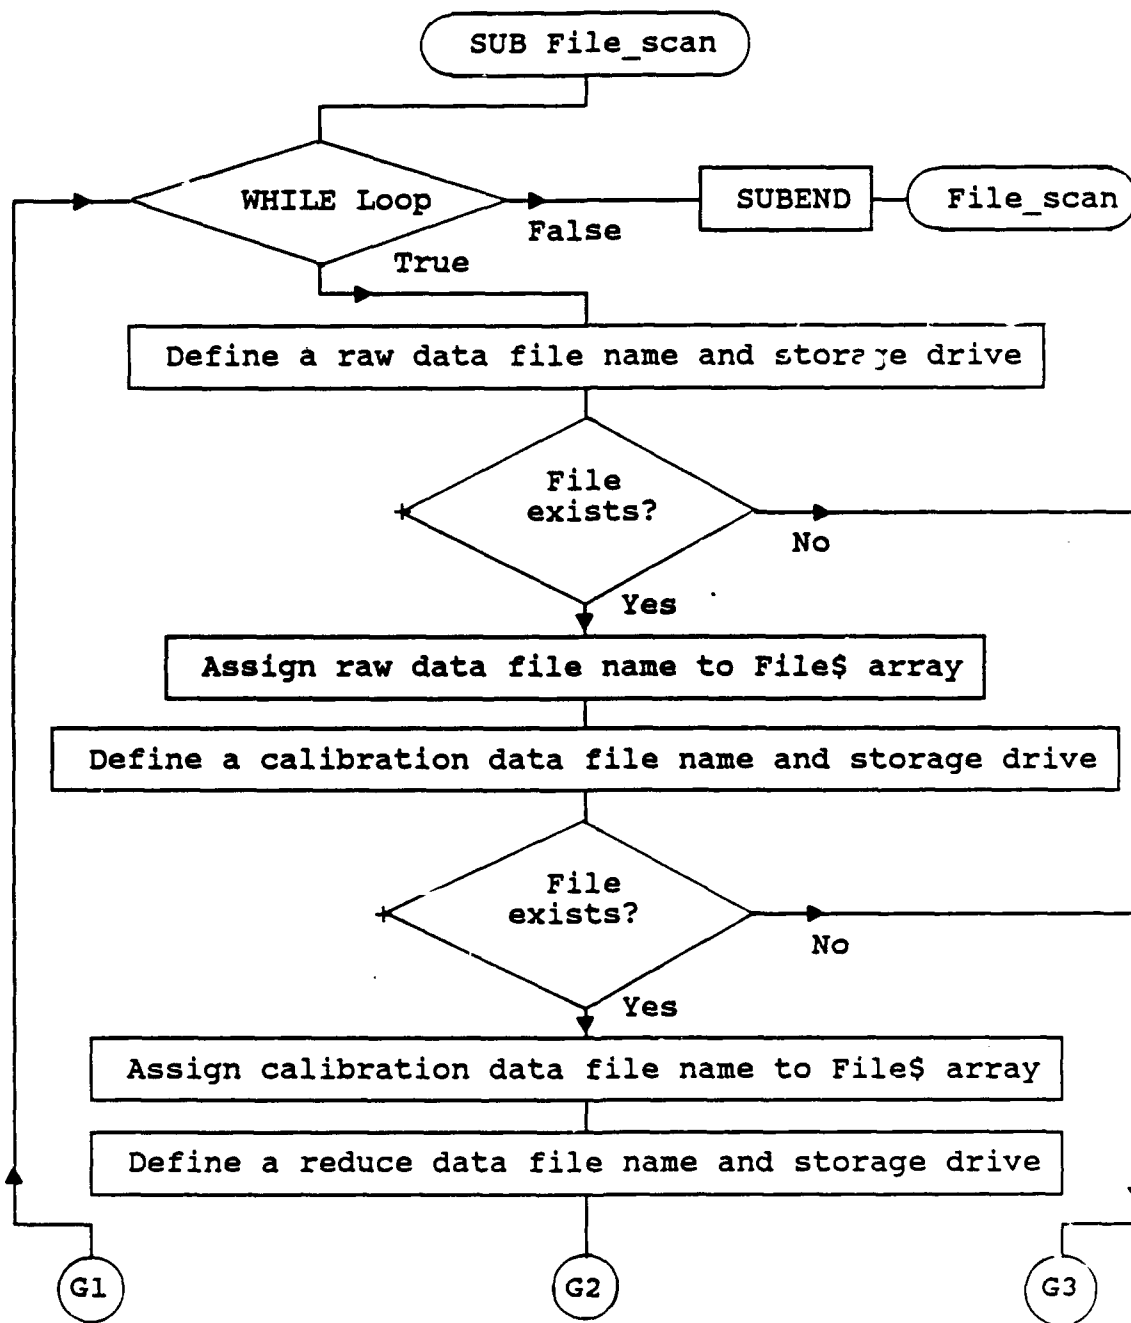 SUB File_scan
WHILE Loop
SUBEND
File_scan
False
True
Define a raw data file name and storage drive
File
exists?
No
Yes
Assign raw data file name to File$ array
Define a calibration data file name and storage drive
File
exists?
No
Yes
Assign calibration data file name to File$ array
Define a reduce data file name and storage drive
G1
G2
G3